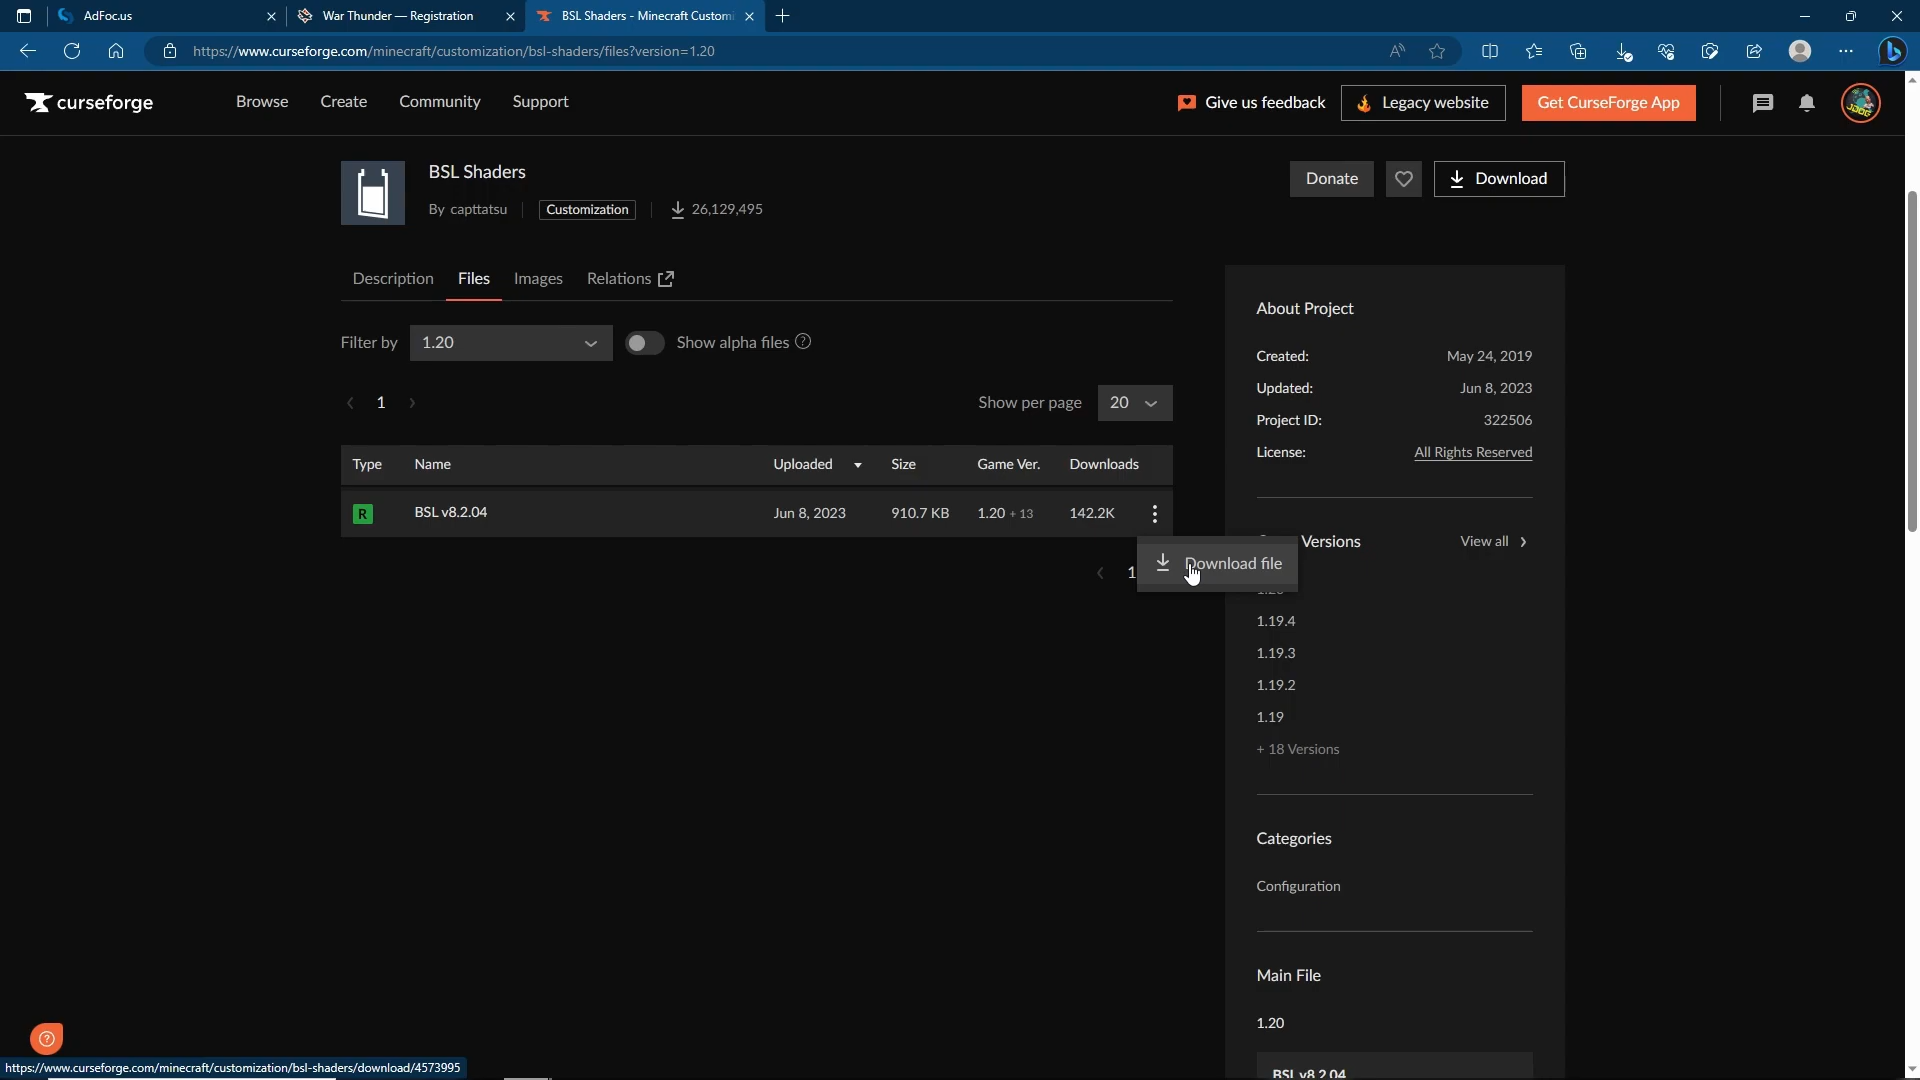 AdFoc.us
War Thunder — Registration
BSL Shaders - Minecraft Customi
https://www.curseforge.com/minecraft/customization/bsl-shaders/files?version=1.20
curseforge
Browse
Create
Community
Support
Give us feedback
Legacy website
Get CurseForge App
BSL Shaders
By capttatsu
Customization
26,129,495
Donate
Download
Description
Files
Images
Relations
Filter by
1.20
Show alpha files
1
Show per page
20
Type
Name
Uploaded
Size
Game Ver.
Downloads
R
BSL v8.2.04
Jun 8, 2023
910.7 KB
1.20 + 13
142.2K
1
Download file
About Project
Created:
May 24, 2019
Updated:
Jun 8, 2023
Project ID:
322506
License:
All Rights Reserved
Versions
View all
1.19.4
1.19.3
1.19.2
1.19
+ 18 Versions
Categories
Configuration
Main File
1.20
BSL v8.2.04
https://www.curseforge.com/minecraft/customization/bsl-shaders/download/4573995